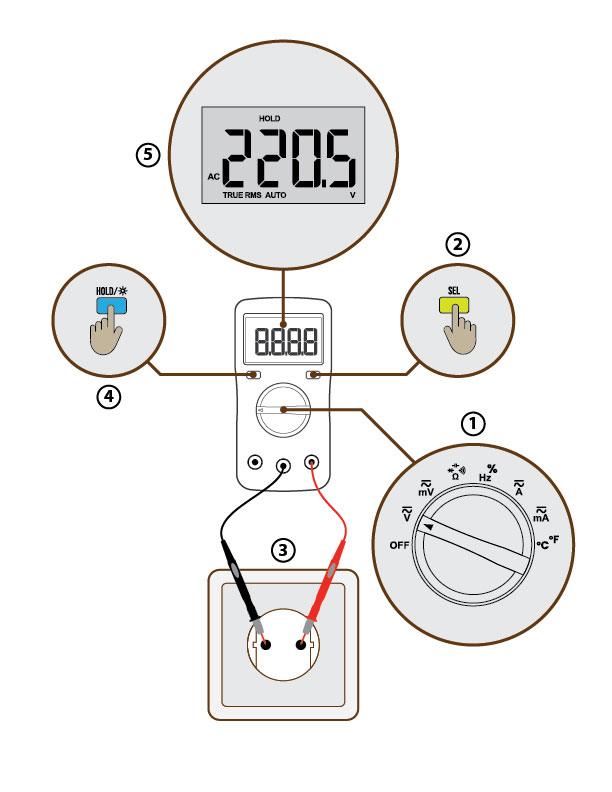 HOLD
AC 220.5
TRUE RMS AUTO V
5
2
HOLD/☀
SEL
8.8.8.8
4
1
% Hz
Ω
mV
A
V
mA
OFF
°C °F
3